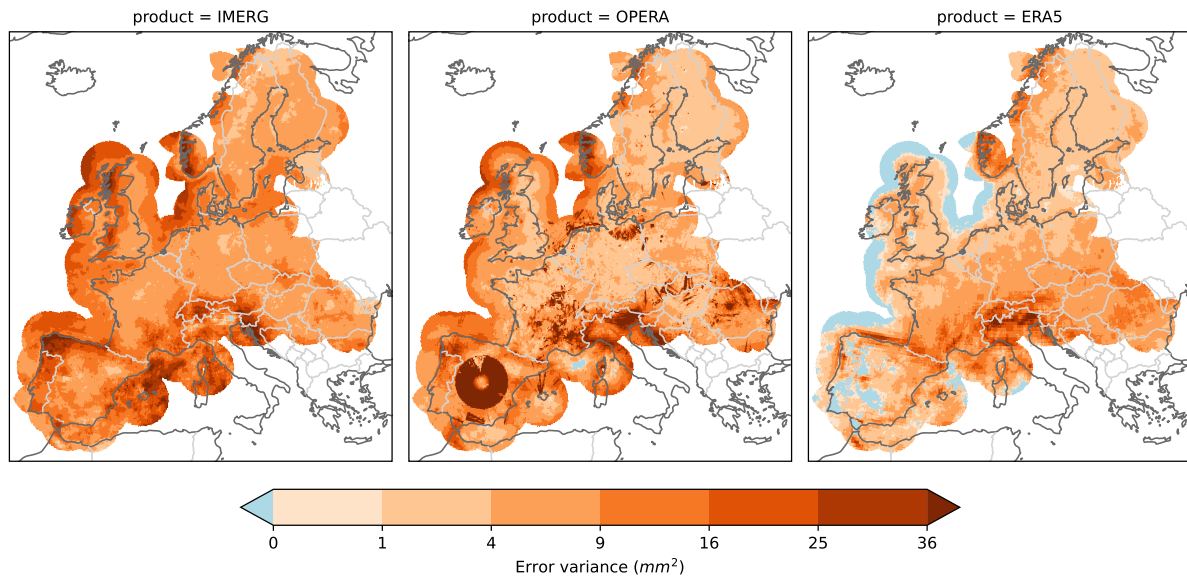 product = IMERG
product = OPERA
product = ERA5
0 1 4 9 16 25 36
Error variance (mm²)